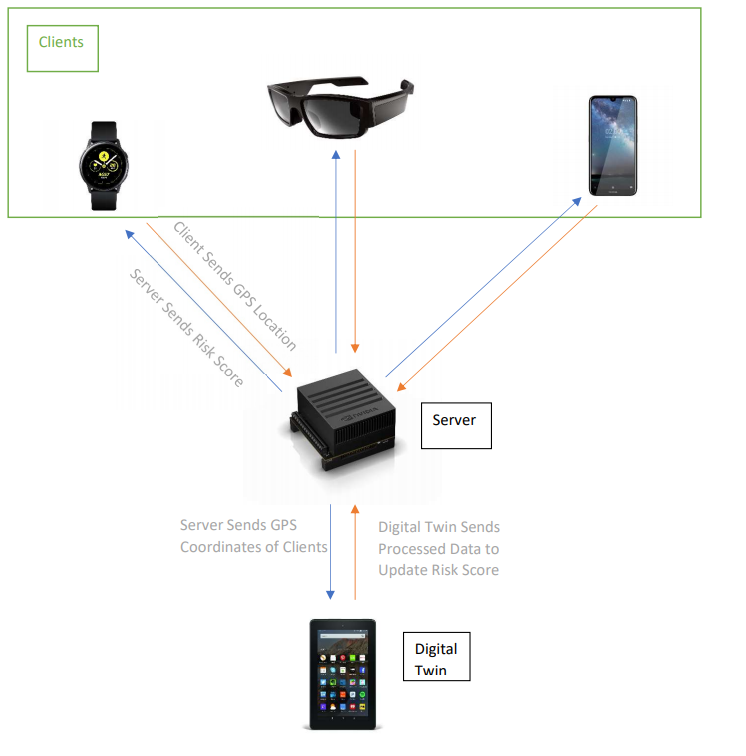 Clients
Client Sends GPS Location
Server Sends Risk Score
Server
Server Sends GPS
Coordinates of Clients
Digital Twin Sends
Processed Data to
Update Risk Score
Digital
Twin